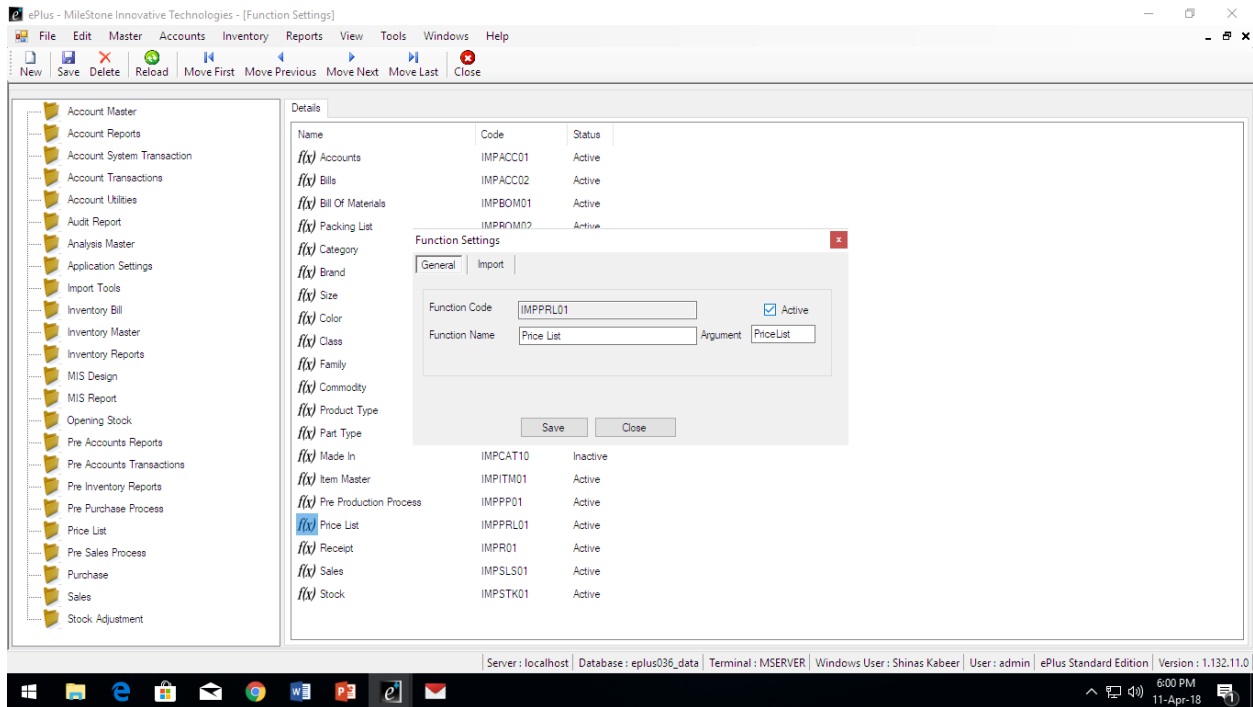 ePlus - MileStone Innovative Technologies - [Function Settings]
File Edit Master Accounts Inventory Reports View Tools Windows Help
New Save Delete Reload Move First Move Previous Move Next Move Last Close
Account Master
Account Reports
Account System Transaction
Account Transactions
Account Utilities
Audit Report
Analysis Master
Application Settings
Import Tools
Inventory Bill
Inventory Master
Inventory Reports
MIS Design
MIS Report
Opening Stock
Pre Accounts Reports
Pre Accounts Transactions
Pre Inventory Reports
Pre Purchase Process
Price List
Pre Sales Process
Purchase
Sales
Stock Adjustment
Details
Name Code Status
f(x) Accounts IMPACC01 Active
f(x) Bills IMPACC02 Active
f(x) Bill Of Materials IMPBOM01 Active
f(x) Packing List IMPBOM02 Active
f(x) Category
f(x) Brand
f(x) Size
f(x) Color
f(x) Class
f(x) Family
f(x) Commodity
f(x) Product Type
f(x) Part Type
f(x) Made In IMPCAT10 Inactive
f(x) Item Master IMPITM01 Active
f(x) Pre Production Process IMPPP01 Active
f(x) Price List IMPPRL01 Active
f(x) Receipt IMPR01 Active
f(x) Sales IMPSLS01 Active
f(x) Stock IMPSTK01 Active
Function Settings x
General Import
Function Code IMPPRL01 Active
Function Name Price List Argument PriceList
Save Close
Server : localhost Database : eplus036_data Terminal : MSERVER Windows User : Shinas Kabeer User : admin ePlus Standard Edition Version : 1.132.11.0
6:00 PM
11-Apr-18